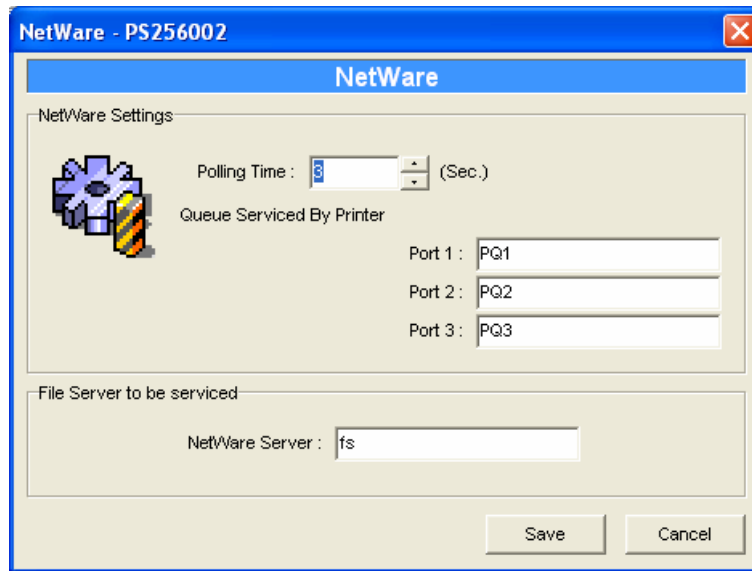 NetWare - PS256002
NetWare
NetWare Settings
Polling Time : 3 (Sec.)
Queue Serviced By Printer
Port 1 : PQ1
Port 2 : PQ2
Port 3 : PQ3
File Server to be serviced
NetWare Server : fs
Save Cancel